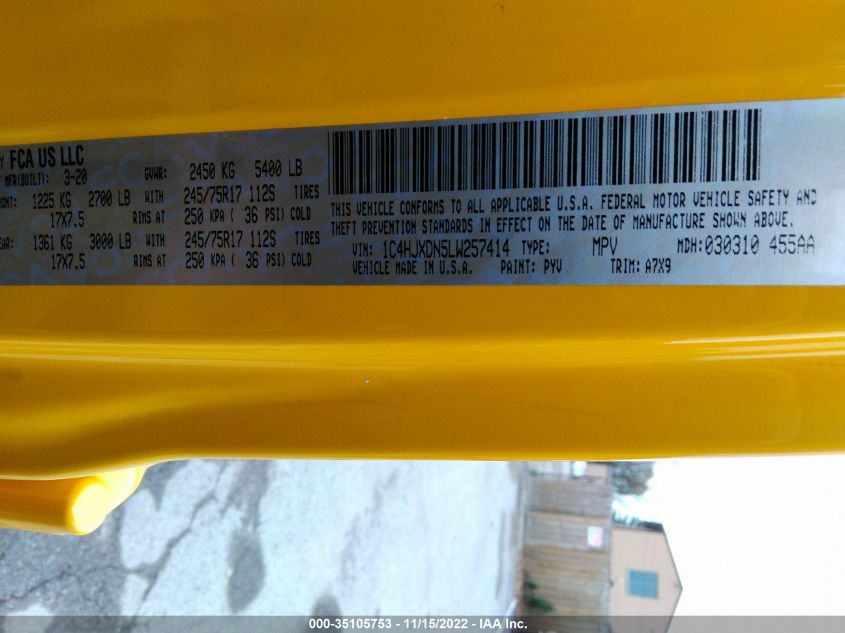 FCA US LLC
MFR(BUILT): 3-20 GVWR: 2450 KG 5400 LB
1225 KG 2700 LB WITH 245/75R17 112S TIRES
17X7.5 RIMS AT 250 KPA ( 36 PSI) COLD
1361 KG 3000 LB WITH 245/75R17 112S TIRES
17X7.5 RIMS AT 250 KPA ( 36 PSI) COLD
THIS VEHICLE CONFORMS TO ALL APPLICABLE U.S.A. FEDERAL MOTOR VEHICLE SAFETY AND
THEFT PREVENTION STANDARDS IN EFFECT ON THE DATE OF MANUFACTURE SHOWN ABOVE.
VIN: 1C4HJXDN5LW257414 TYPE: MPV MDH: 030310 455AA
VEHICLE MADE IN U.S.A. PAINT: PYV TRIM: A7X9
000-35105753 - 11/15/2022 - IAA Inc.